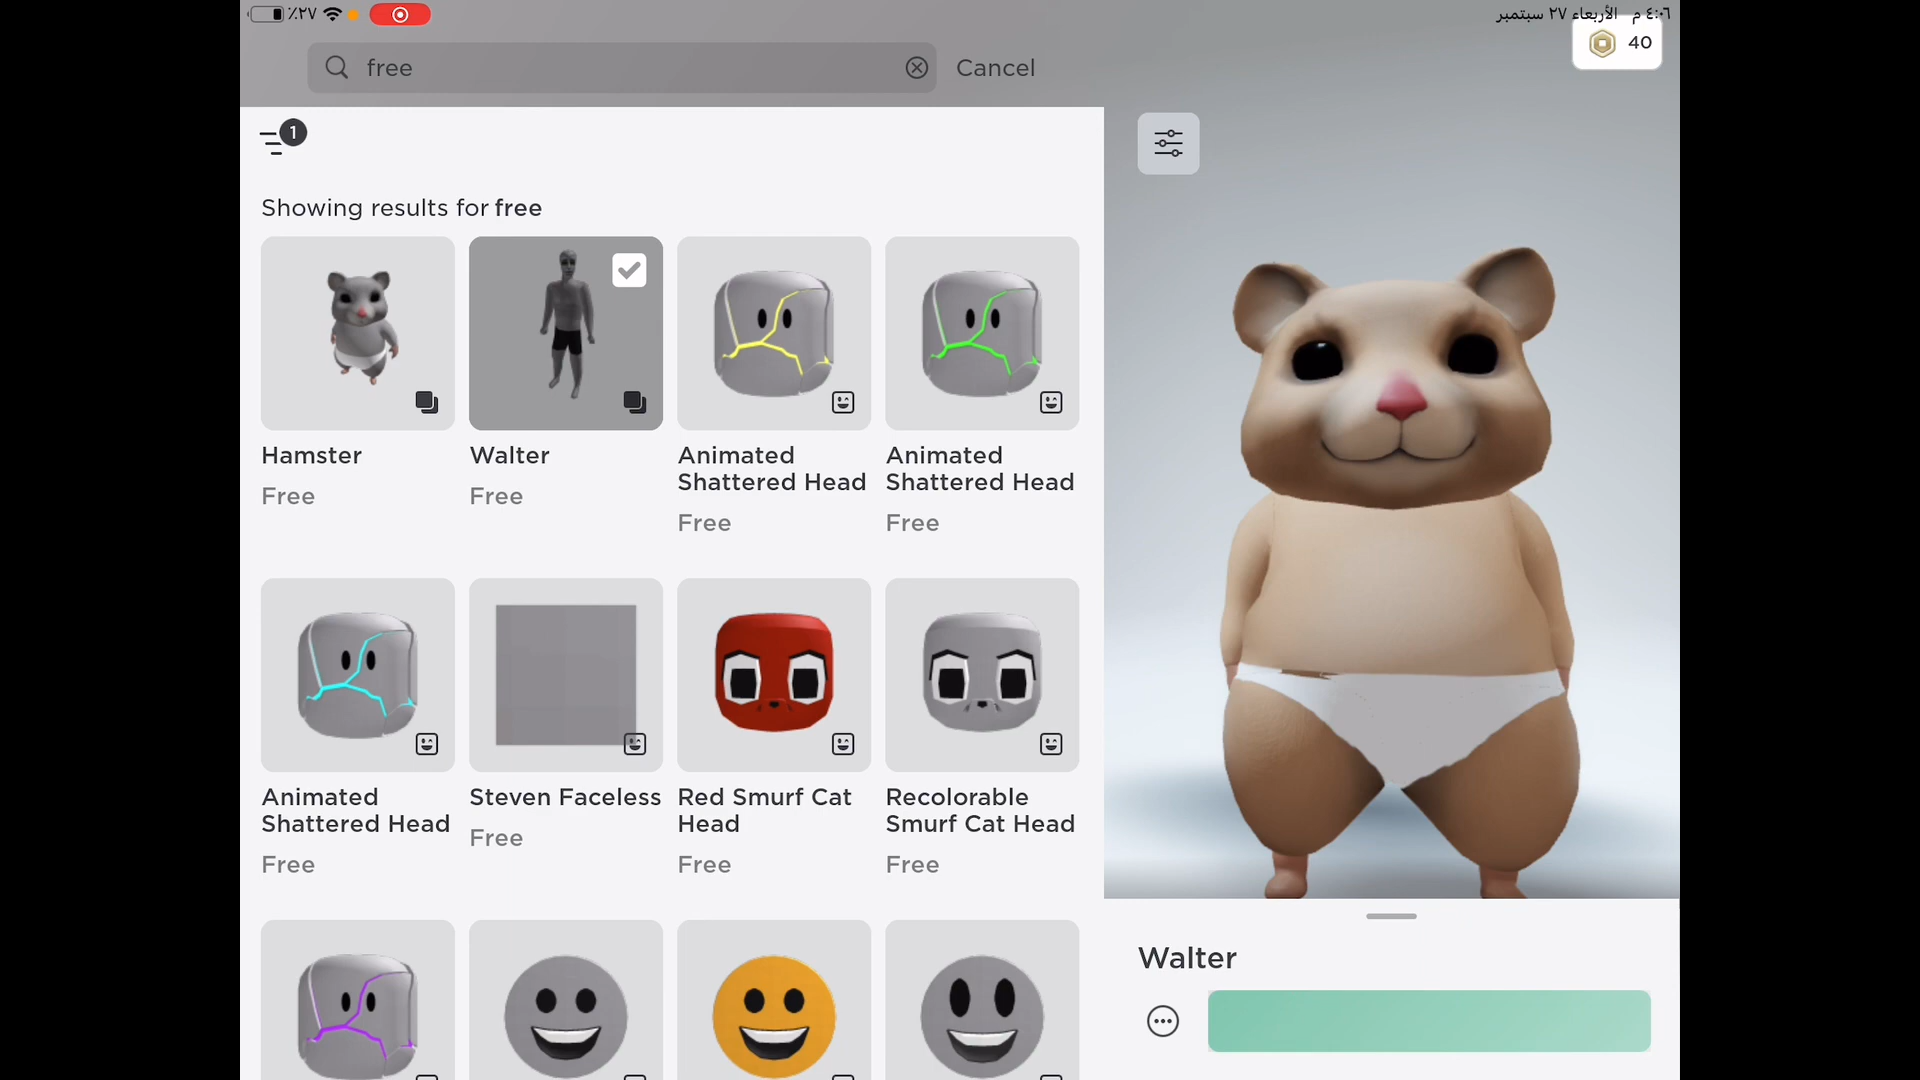 ٪٢٧
٤:٠٦ م الأربعاء ٢٧ سبتمبر
free
Cancel
40
1
Showing results for free
Hamster
Free
Walter
Free
Animated
Shattered Head
Free
Animated
Shattered Head
Free
Animated
Shattered Head
Free
Steven Faceless
Free
Red Smurf Cat
Head
Free
Recolorable
Smurf Cat Head
Free
Walter